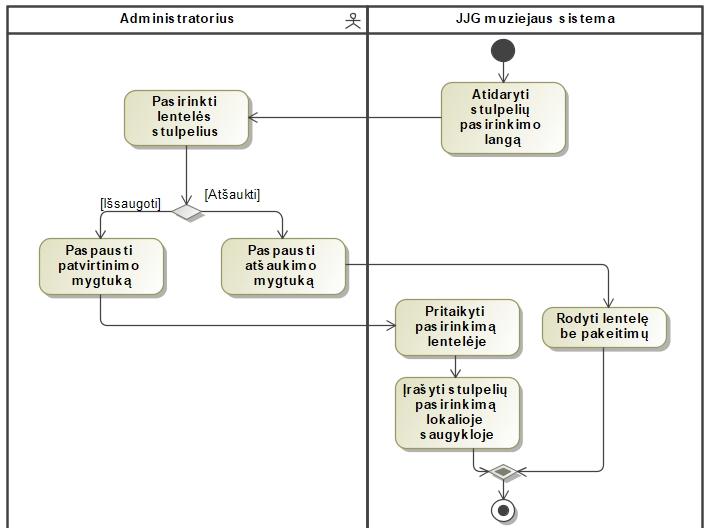 Administratorius
JJG muziejaus sistema
Atidaryti
stulpelių
pasirinkimo
langą
Pasirinkti
lentelės
stulpelius
[Išsaugoti]
[Atšaukti]
Paspausti
patvirtinimo
mygtuką
Paspausti
atšaukimo
mygtuką
Pritaikyti
pasirinkimą
lentelėje
Rodyti lentelę
be pakeitimų
Įrašyti stulpelių
pasirinkimą
lokalioje
saugykloje